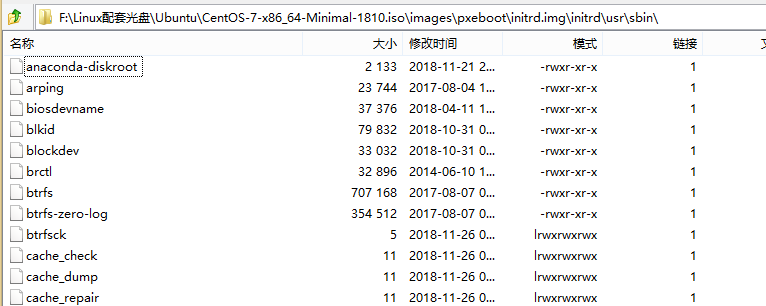 F:\Linux配套光盘\Ubuntu\CentOS-7-x86_64-Minimal-1810.iso\images\pxeboot\initrd.img\initrd\usr\sbin\
名称 大小 修改时间 模式 链接
anaconda-diskroot 2 133 2018-11-21 2... -rwxr-xr-x 1
arping 23 744 2017-08-04 1... -rwxr-xr-x 1
biosdevname 37 376 2018-04-11 1... -rwxr-xr-x 1
blkid 79 832 2018-10-31 0... -rwxr-xr-x 1
blockdev 33 032 2018-10-31 0... -rwxr-xr-x 1
brctl 32 896 2014-06-10 1... -rwxr-xr-x 1
btrfs 707 168 2017-08-07 0... -rwxr-xr-x 1
btrfs-zero-log 354 512 2017-08-07 0... -rwxr-xr-x 1
btrfsck 5 2018-11-26 0... lrwxrwxrwx 1
cache_check 11 2018-11-26 0... lrwxrwxrwx 1
cache_dump 11 2018-11-26 0... lrwxrwxrwx 1
cache_repair 11 2018-11-26 0... lrwxrwxrwx 1